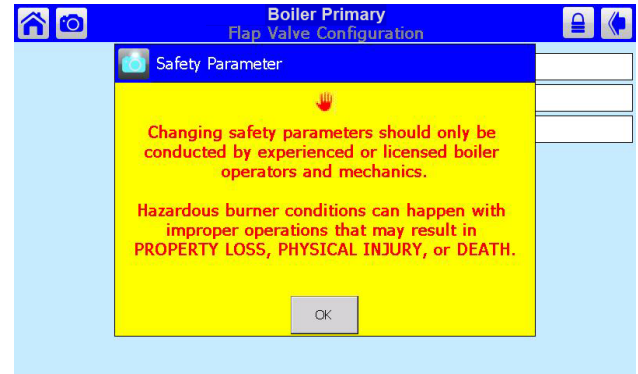 Boiler Primary
Flap Valve Configuration
Safety Parameter
Changing safety parameters should only be
conducted by experienced or licensed boiler
operators and mechanics.
Hazardous burner conditions can happen with
improper operations that may result in
PROPERTY LOSS, PHYSICAL INJURY, or DEATH.
OK